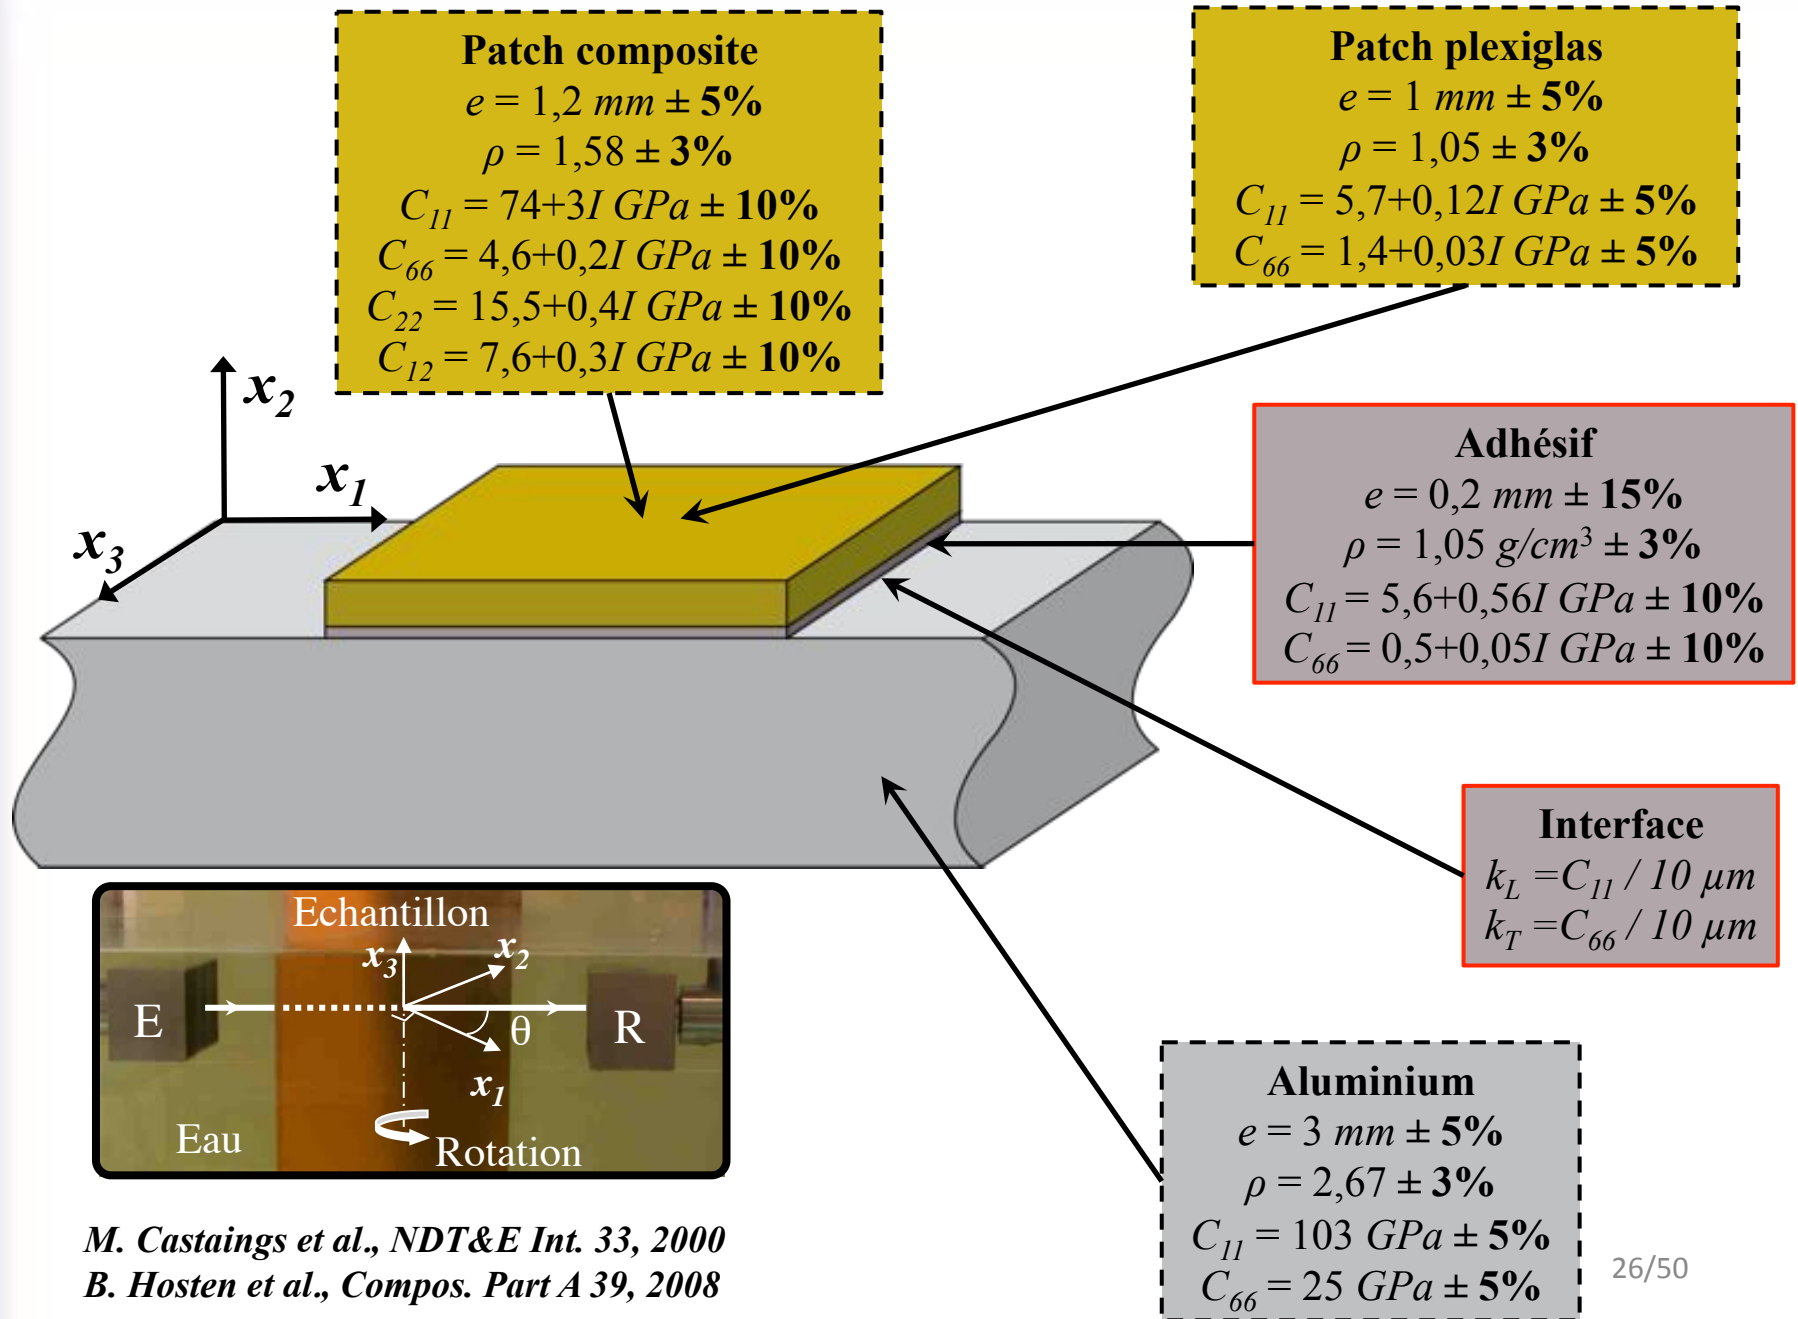 Patch composite
e = 1,2 mm ± 5%
ρ = 1,58 ± 3%
C₁₁ = 74+3I GPa ± 10%
C₆₆ = 4,6+0,2I GPa ± 10%
C₂₂ = 15,5+0,4I GPa ± 10%
C₁₂ = 7,6+0,3I GPa ± 10%
Patch plexiglas
e = 1 mm ± 5%
ρ = 1,05 ± 3%
C₁₁ = 5,7+0,12I GPa ± 5%
C₆₆ = 1,4+0,03I GPa ± 5%
x₂
x₁
x₃
Adhésif
e = 0,2 mm ± 15%
ρ = 1,05 g/cm³ ± 3%
C₁₁ = 5,6+0,56I GPa ± 10%
C₆₆ = 0,5+0,05I GPa ± 10%
Interface
k_L =C₁₁ / 10 µm
k_T =C₆₆ / 10 µm
Echantillon
x₃
x₂
E
θ
R
x₁
Eau
Rotation
Aluminium
e = 3 mm ± 5%
ρ = 2,67 ± 3%
C₁₁ = 103 GPa ± 5%
C₆₆ = 25 GPa ± 5%
M. Castaings et al., NDT&E Int. 33, 2000
B. Hosten et al., Compos. Part A 39, 2008
26/50